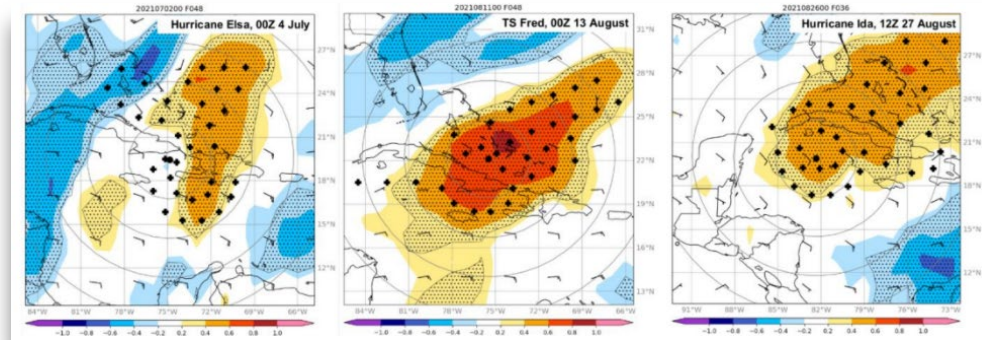 2021070200 F048
Hurricane Elsa, 00Z 4 July
27°N
24°N
21°N
18°N
15°N
12°N
84°W 81°W 78°W 75°W 72°W 69°W 66°W
−1.0 −0.8 −0.6 −0.4 −0.2 0.2 0.4 0.6 0.8 1.0
2021081100 F048
TS Fred, 00Z 13 August
28°N
25°N
22°N
19°N
16°N
13°N
84°W 81°W 78°W 75°W 72°W 69°W 66°W
−1.0 −0.8 −0.6 −0.4 −0.2 0.2 0.4 0.6 0.8 1.0
2021082600 F036
Hurricane Ida, 12Z 27 August
27°N
24°N
21°N
18°N
15°N
12°N
91°W 88°W 85°W 82°W 79°W 76°W 73°W
−1.0 −0.8 −0.6 −0.4 −0.2 0.2 0.4 0.6 0.8 1.0